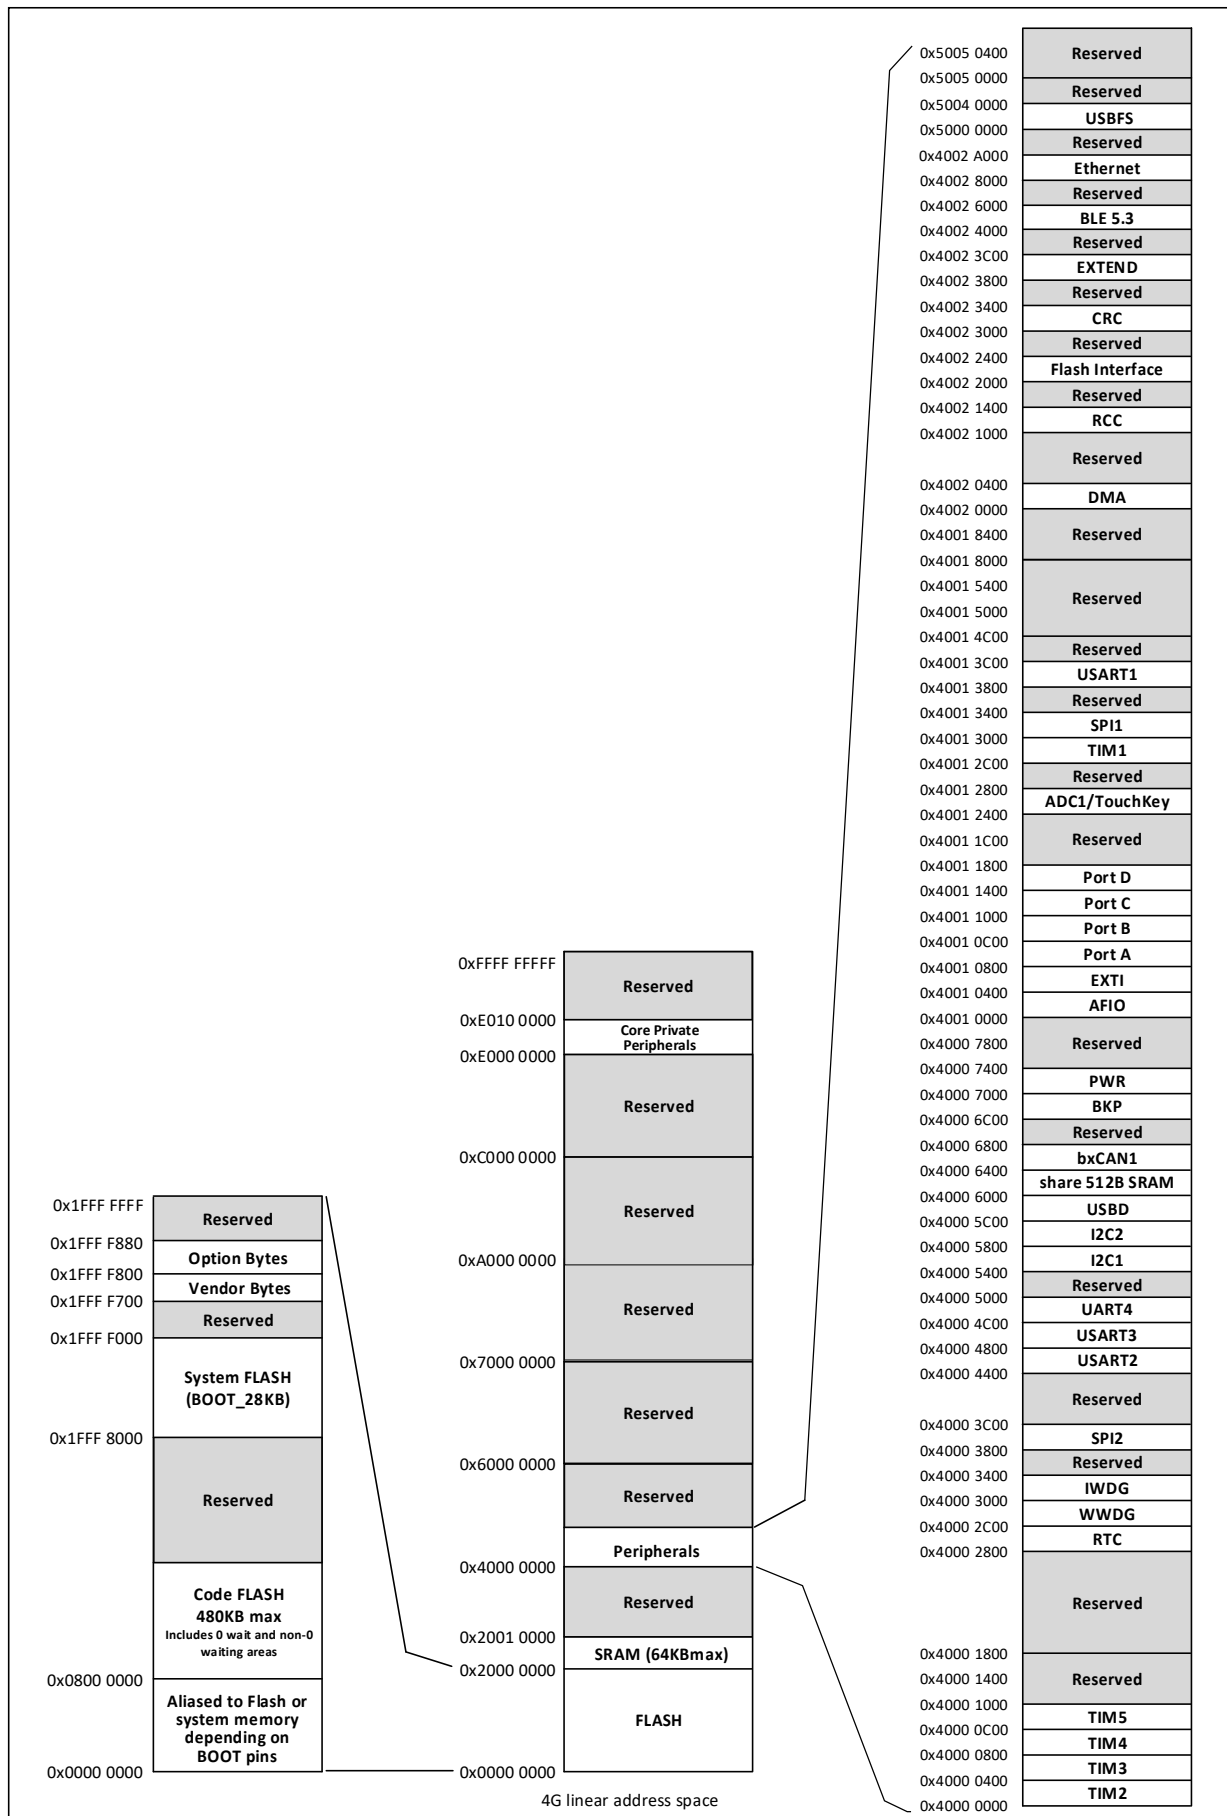 0x1FFF FFFF
Reserved
0x1FFF F880
Option Bytes
0x1FFF F800
Vendor Bytes
0x1FFF F700
Reserved
0x1FFF F000
System FLASH
(BOOT_28KB)
0x1FFF 8000
Reserved
Code FLASH
480KB max
Includes 0 wait and non-0
waiting areas
0x0800 0000
Aliased to Flash or
system memory
depending on
BOOT pins
0x0000 0000
0xFFFF FFFFF
Reserved
0xE010 0000
Core Private
Peripherals
0xE000 0000
Reserved
0xC000 0000
Reserved
0xA000 0000
Reserved
0x7000 0000
Reserved
0x6000 0000
Reserved
Peripherals
0x4000 0000
Reserved
0x2001 0000
SRAM (64KBmax)
0x2000 0000
FLASH
0x0000 0000
4G linear address space
0x5005 0400
Reserved
0x5005 0000
Reserved
0x5004 0000
USBFS
0x5000 0000
Reserved
0x4002 A000
Ethernet
0x4002 8000
Reserved
0x4002 6000
BLE 5.3
0x4002 4000
Reserved
0x4002 3C00
EXTEND
0x4002 3800
Reserved
0x4002 3400
CRC
0x4002 3000
Reserved
0x4002 2400
Flash Interface
0x4002 2000
Reserved
0x4002 1400
RCC
0x4002 1000
Reserved
0x4002 0400
DMA
0x4002 0000
Reserved
0x4001 8400
0x4001 8000
0x4001 5400
Reserved
0x4001 5000
0x4001 4C00
Reserved
0x4001 3C00
USART1
0x4001 3800
Reserved
0x4001 3400
SPI1
0x4001 3000
TIM1
0x4001 2C00
Reserved
0x4001 2800
ADC1/TouchKey
0x4001 2400
Reserved
0x4001 1C00
0x4001 1800
Port D
0x4001 1400
Port C
0x4001 1000
Port B
0x4001 0C00
Port A
0x4001 0800
EXTI
0x4001 0400
AFIO
0x4001 0000
Reserved
0x4000 7800
0x4000 7400
PWR
0x4000 7000
BKP
0x4000 6C00
Reserved
0x4000 6800
bxCAN1
0x4000 6400
share 512B SRAM
0x4000 6000
USBD
0x4000 5C00
I2C2
0x4000 5800
I2C1
0x4000 5400
Reserved
0x4000 5000
UART4
0x4000 4C00
USART3
0x4000 4800
USART2
0x4000 4400
Reserved
0x4000 3C00
SPI2
0x4000 3800
Reserved
0x4000 3400
IWDG
0x4000 3000
WWDG
0x4000 2C00
RTC
0x4000 2800
Reserved
0x4000 1800
Reserved
0x4000 1400
0x4000 1000
TIM5
0x4000 0C00
TIM4
0x4000 0800
TIM3
0x4000 0400
TIM2
0x4000 0000